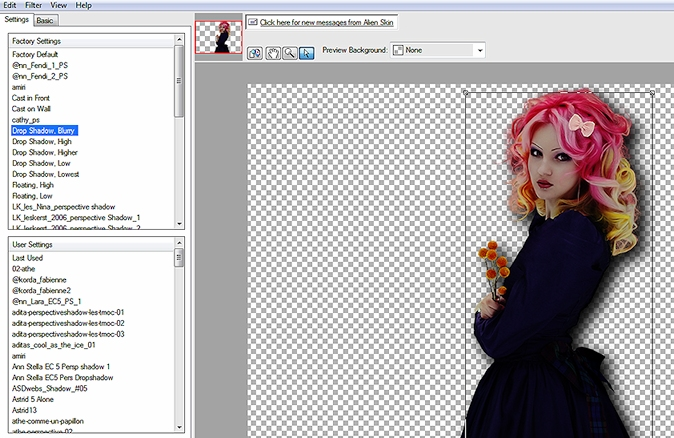 Edit Filter View Help
Settings Basic
Click here for new messages from Alien Skin
Preview Background: None
Factory Settings
Factory Default
@nn_Fendi_1_PS
@nn_Fendi_2_PS
amiri
Cast in Front
Cast on Wall
cathy_ps
Drop Shadow, Blurry
Drop Shadow, High
Drop Shadow, Higher
Drop Shadow, Low
Drop Shadow, Lowest
Floating, High
Floating, Low
LK_les_Nina_perspective shadow
LK_leskerst_2006_perspective Shadow_1
LK_leskerst_2006_perspective Shadow_2
User Settings
Last Used
02-athe
@korda_fabienne
@korda_fabienne2
@nn_Lara_EC5_PS_1
adita-perspectiveshadow-les-tmoc-01
adita-perspectiveshadow-les-tmoc-02
adita-perspectiveshadow-les-tmoc-03
aditas_cool_as_the_ice_01
amiri
Ann Stella EC 5 Persp shadow 1
Ann Stella EC5 Pers Dropshadow
ASDwebs_Shadow_#05
Astrid 5 Alone
Astrid13
athe-comme-un-papillon
athe-perspective-02